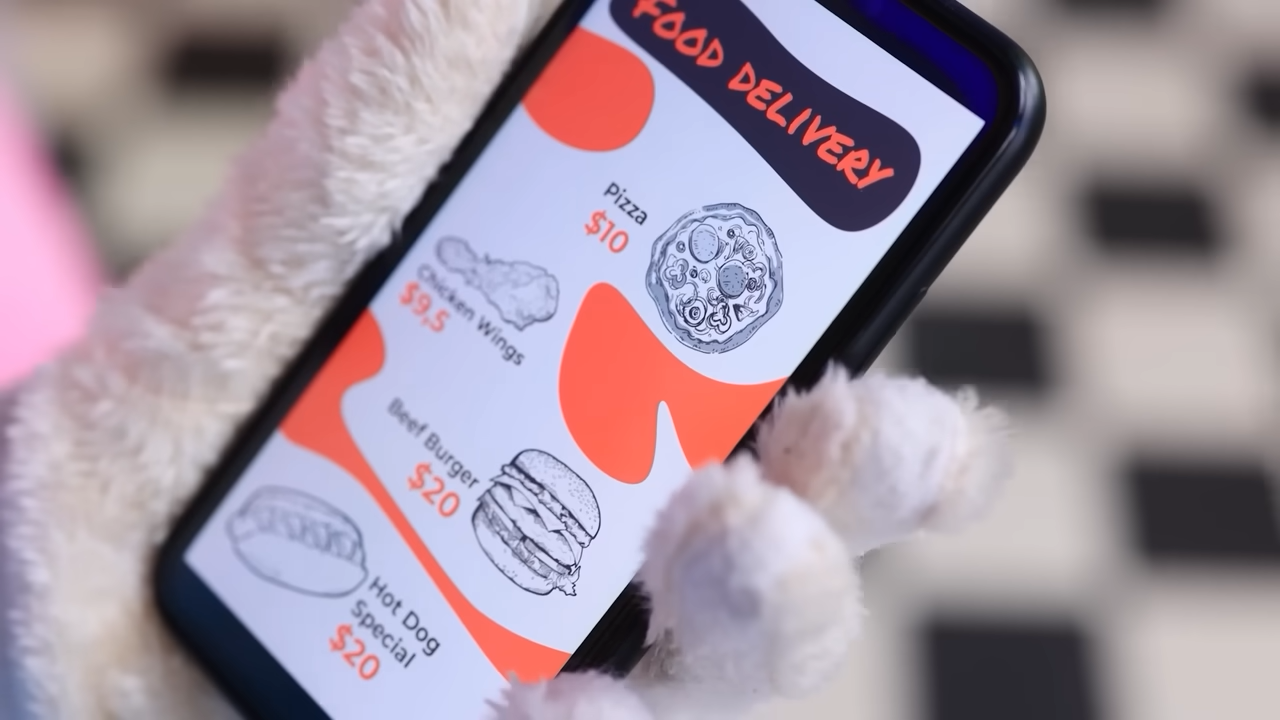 FOOD DELIVERY
Pizza
$10
Chicken Wings
$9,5
Beef Burger
$20
Hot Dog
Special
$20